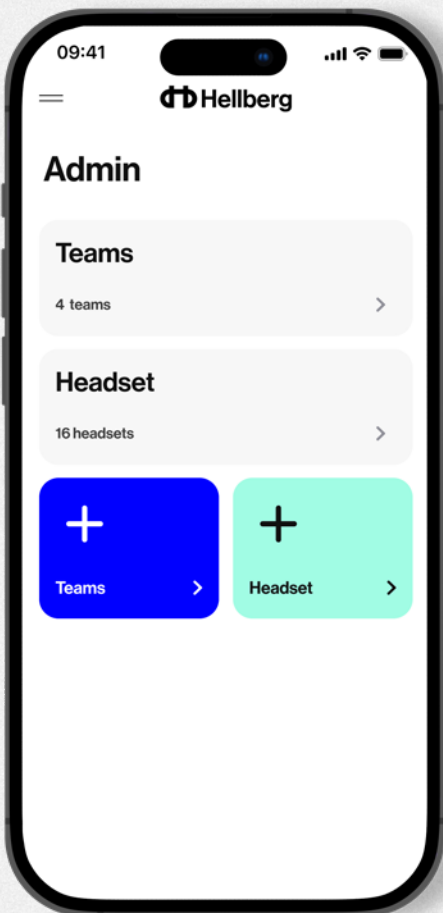 09:41
Hellberg
Admin
Teams
4 teams
Headset
16 headsets
Teams
Headset